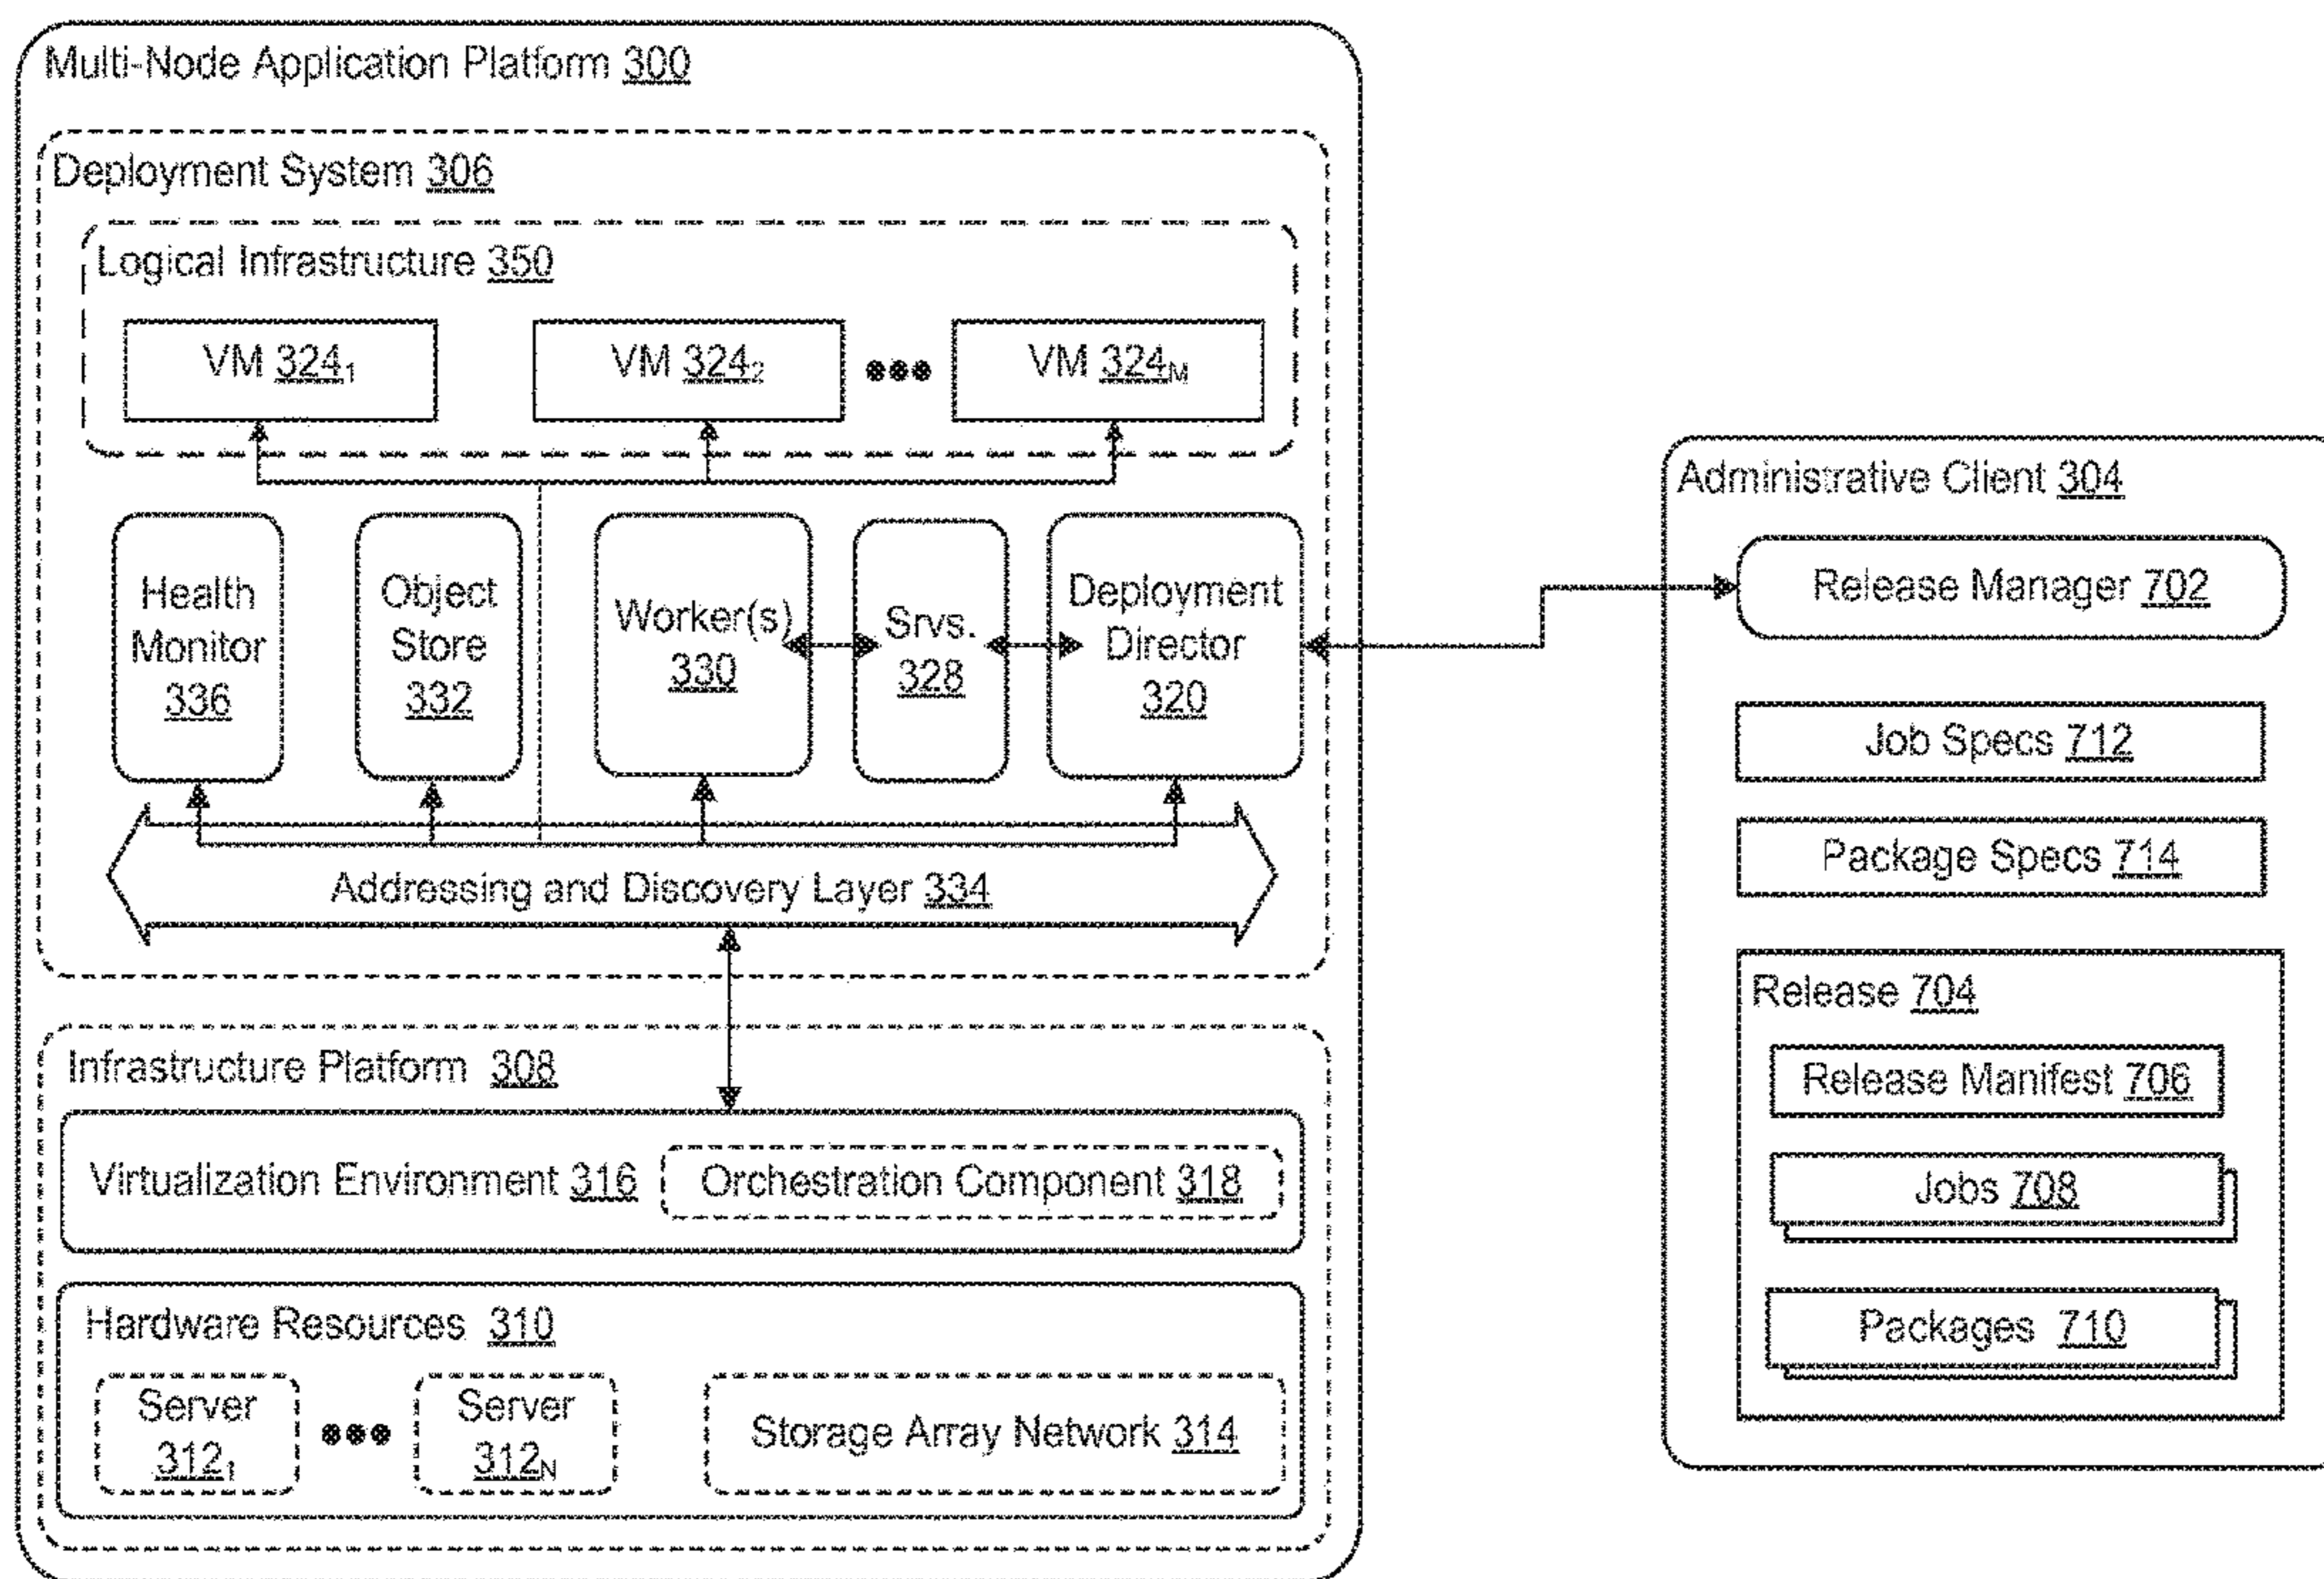 Multi-Node Application Platform 300
Deployment System 306
Logical Infrastructure 350
VM 324₁
VM 324₂
VM 324M
Health
Monitor
336
Object
Store
332
Worker(s)
330
Srvs.
328
Deployment
Director
320
Addressing and Discovery Layer 334
Infrastructure Platform 308
Virtualization Environment 316
Orchestration Component 318
Hardware Resources 310
Server
312₁
Server
312N
Storage Array Network 314
Administrative Client 304
Release Manager 702
Job Specs 712
Package Specs 714
Release 704
Release Manifest 706
Jobs 708
Packages 710